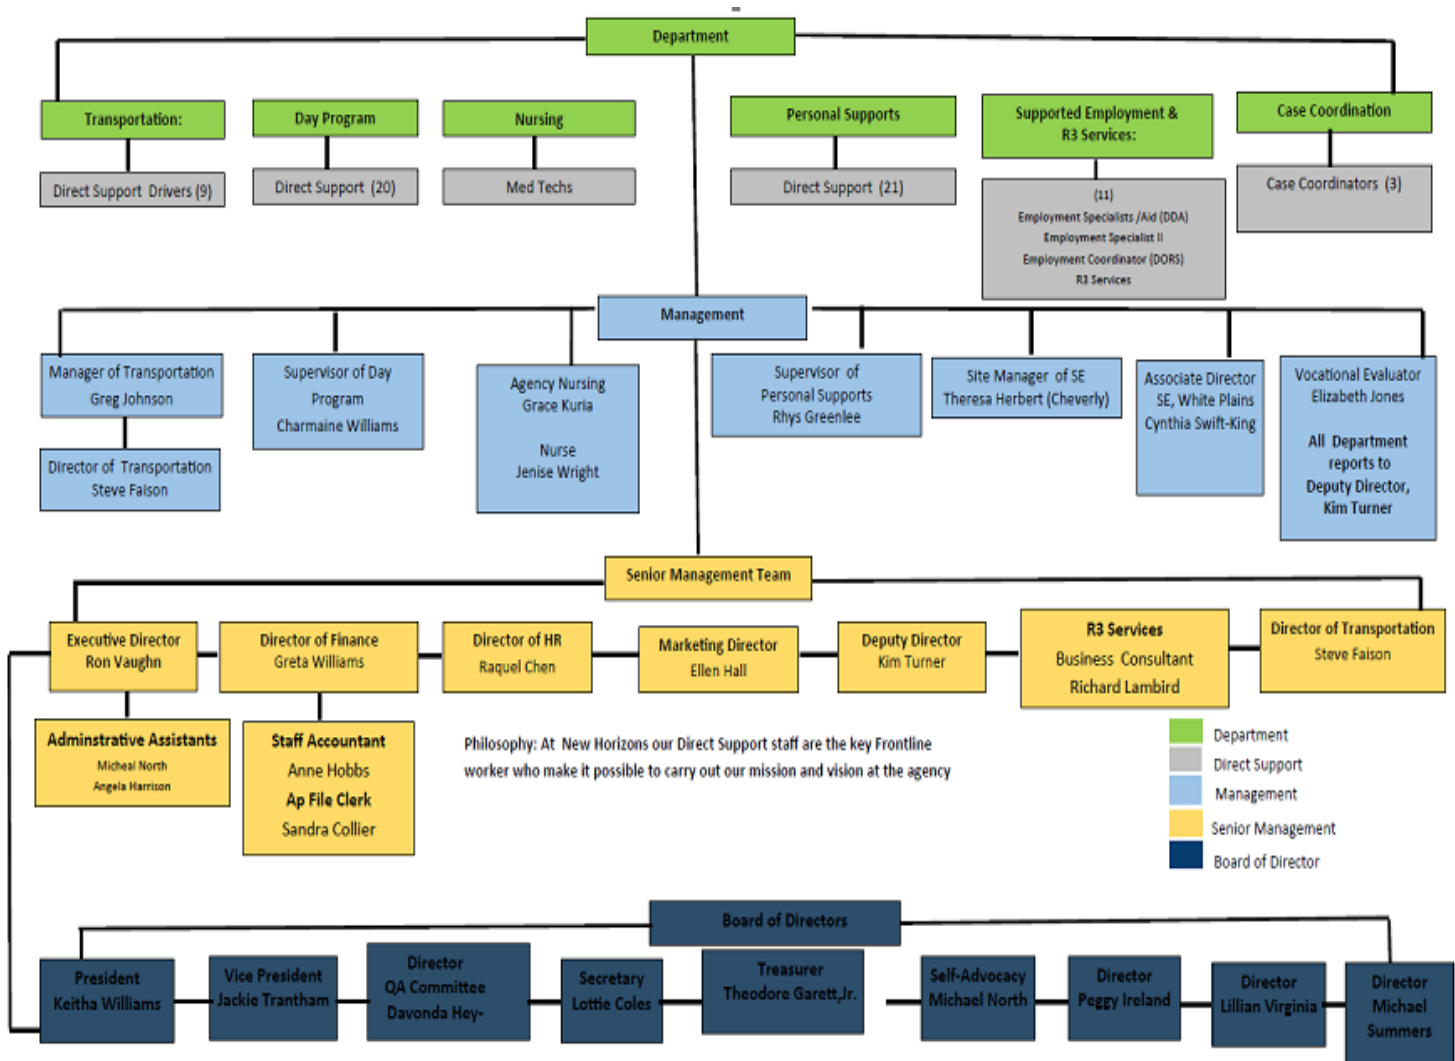 Department
Transportation:
Direct Support Drivers (9)
Day Program
Direct Support (20)
Nursing
Med Techs
Personal Supports
Direct Support (21)
Supported Employment &
R3 Services:
(11)
Employment Specialists /Aid (DDA)
Employment Specialist II
Employment Coordinator (DORS)
R3 Services
Case Coordination
Case Coordinators (3)
Management
Manager of Transportation
Greg Johnson
Director of Transportation
Steve Faison
Supervisor of Day
Program
Charmaine Williams
Agency Nursing
Grace Kuria
Nurse
Jenise Wright
Supervisor of
Personal Supports
Rhys Greenlee
Site Manager of SE
Theresa Herbert (Cheverly)
Associate Director
SE, White Plains
Cynthia Swift-King
Vocational Evaluator
Elizabeth Jones
All Department
reports to
Deputy Director,
Kim Turner
Senior Management Team
Executive Director
Ron Vaughn
Director of Finance
Greta Williams
Director of HR
Raquel Chen
Marketing Director
Ellen Hall
Deputy Director
Kim Turner
R3 Services
Business Consultant
Richard Lambird
Director of Transportation
Steve Faison
Adminstrative Assistants
Micheal North
Angela Harrison
Staff Accountant
Anne Hobbs
Ap File Clerk
Sandra Collier
Philosophy: At New Horizons our Direct Support staff are the key Frontline
worker who make it possible to carry out our mission and vision at the agency
Department
Direct Support
Management
Senior Management
Board of Director
Board of Directors
President
Keitha Williams
Vice President
Jackie Trantham
Director
QA Committee
Davonda Hey-
Secretary
Lottie Coles
Treasurer
Theodore Garett,Jr.
Self-Advocacy
Michael North
Director
Peggy Ireland
Director
Lillian Virginia
Director
Michael
Summers